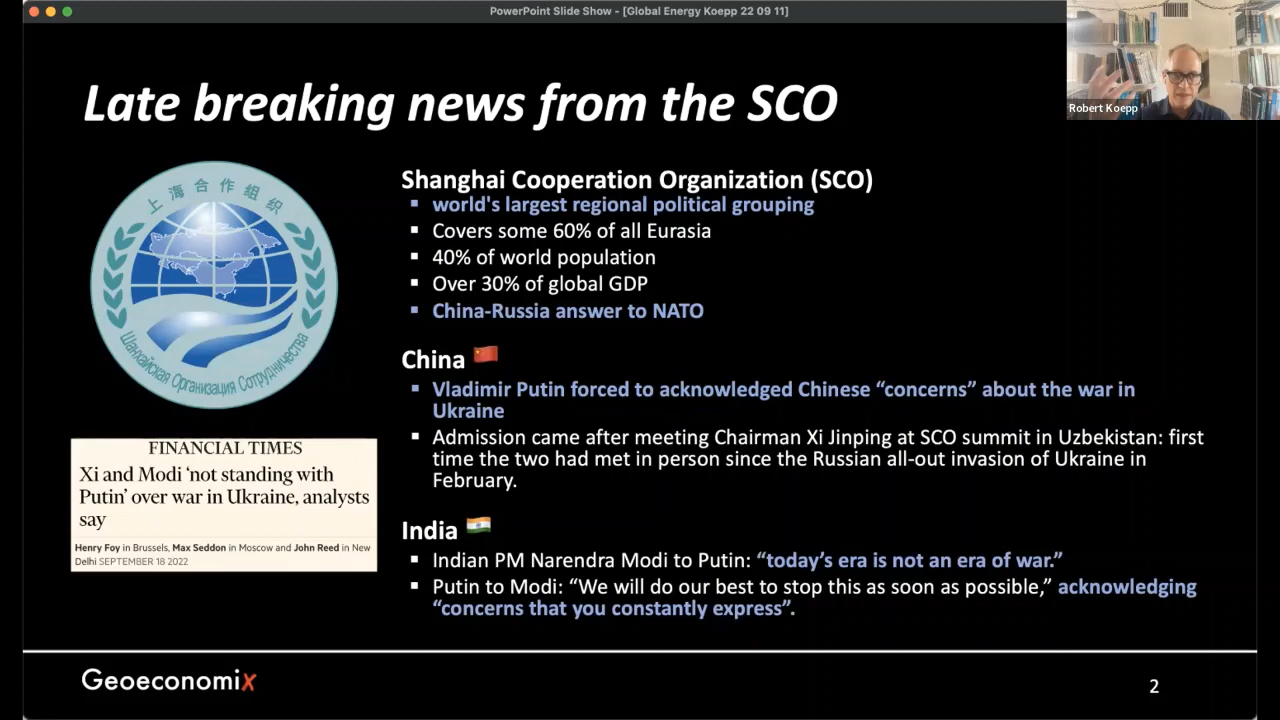 PowerPoint Slide Show - [Global Energy Koepp 22 09 11]
Robert Koepp
Late breaking news from the SCO
上海合作组织
Шанхайская Организация Сотрудничества
FINANCIAL TIMES
Xi and Modi ‘not standing with
Putin’ over war in Ukraine, analysts
say
Henry Foy in Brussels, Max Seddon in Moscow and John Reed in New
Delhi SEPTEMBER 18 2022
Shanghai Cooperation Organization (SCO)
▪ world's largest regional political grouping
▪ Covers some 60% of all Eurasia
▪ 40% of world population
▪ Over 30% of global GDP
▪ China-Russia answer to NATO
China 🇨🇳
▪ Vladimir Putin forced to acknowledged Chinese “concerns” about the war in
Ukraine
▪ Admission came after meeting Chairman Xi Jinping at SCO summit in Uzbekistan: first
time the two had met in person since the Russian all-out invasion of Ukraine in
February.
India 🇮🇳
▪ Indian PM Narendra Modi to Putin: “today’s era is not an era of war.”
▪ Putin to Modi: “We will do our best to stop this as soon as possible,” acknowledging
“concerns that you constantly express”.
Geoeconomix
2